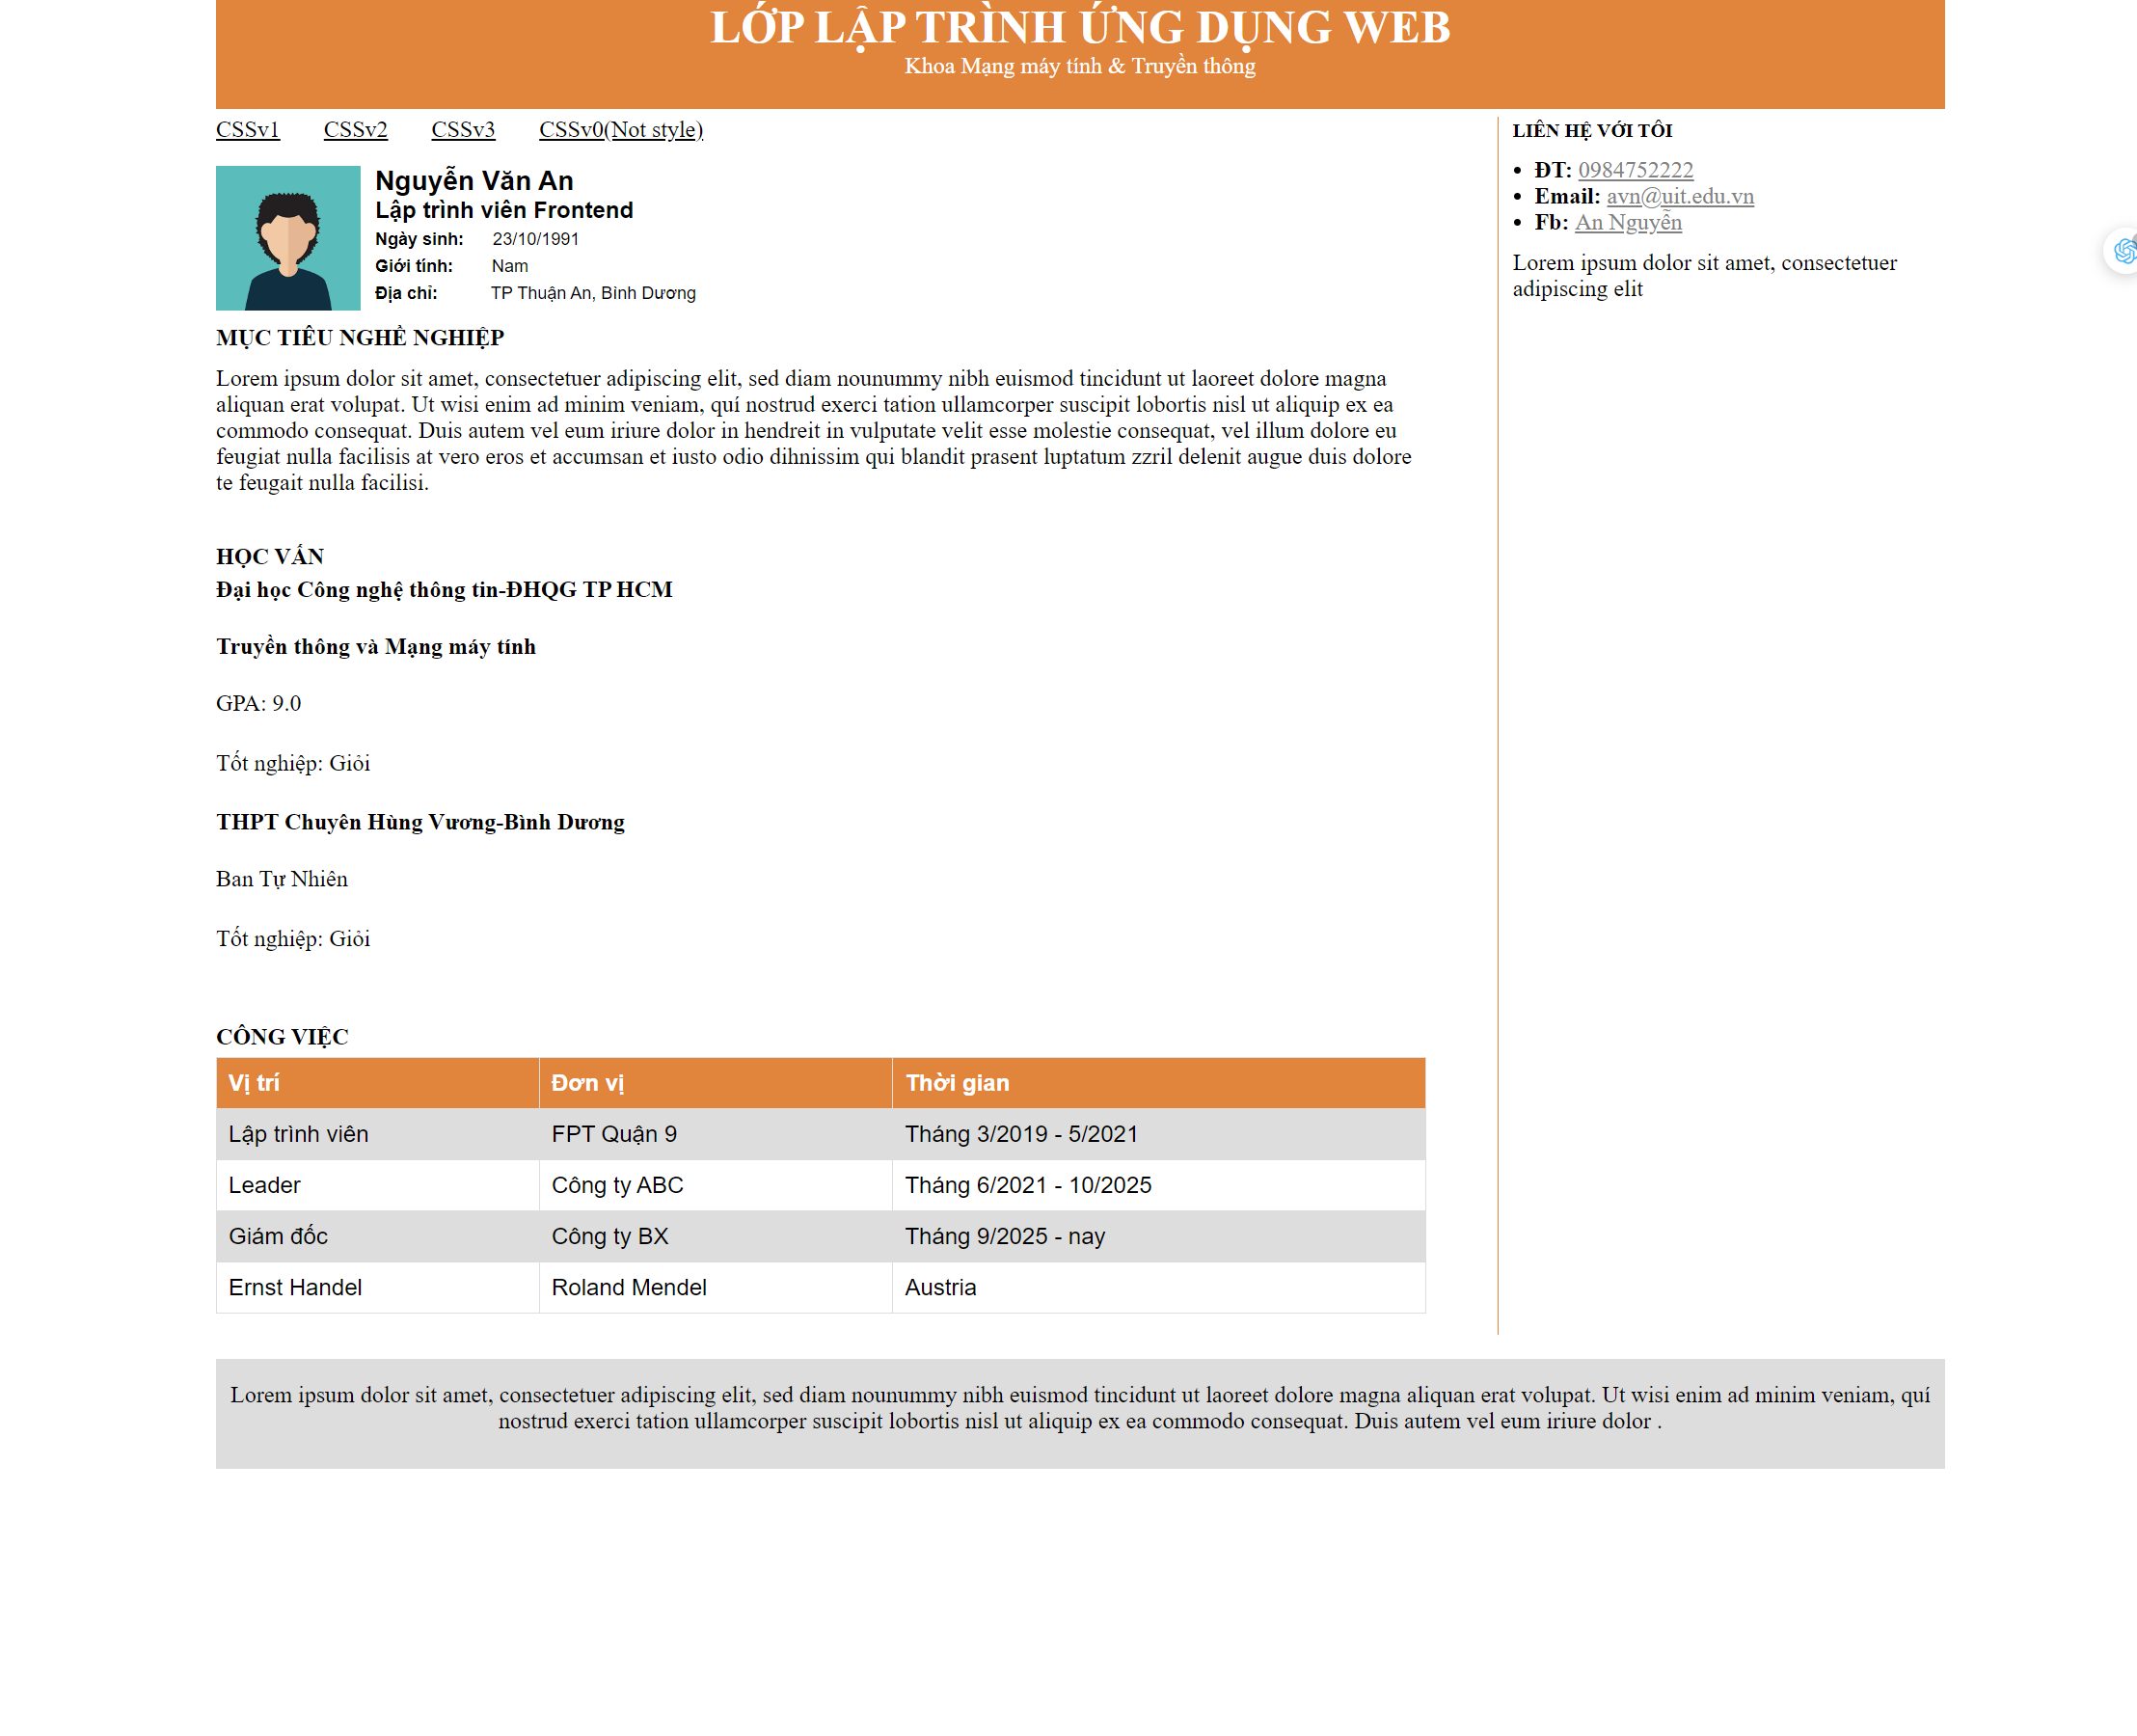 LỚP LẬP TRÌNH ỨNG DỤNG WEB
Khoa Mạng máy tính & Truyền thông
CSSv1 CSSv2 CSSv3 CSSv0(Not style)
Nguyễn Văn An
Lập trình viên Frontend
Ngày sinh: 23/10/1991
Giới tính: Nam
Địa chỉ: TP Thuận An, Bình Dương
MỤC TIÊU NGHỀ NGHIỆP
Lorem ipsum dolor sit amet, consectetuer adipiscing elit, sed diam nounummy nibh euismod tincidunt ut laoreet dolore magna
aliquan erat volupat. Ut wisi enim ad minim veniam, quí nostrud exerci tation ullamcorper suscipit lobortis nisl ut aliquip ex ea
commodo consequat. Duis autem vel eum iriure dolor in hendreit in vulputate velit esse molestie consequat, vel illum dolore eu
feugiat nulla facilisis at vero eros et accumsan et iusto odio dihnissim qui blandit prasent luptatum zzril delenit augue duis dolore
te feugait nulla facilisi.
HỌC VẤN
Đại học Công nghệ thông tin-ĐHQG TP HCM
Truyền thông và Mạng máy tính
GPA: 9.0
Tốt nghiệp: Giỏi
THPT Chuyên Hùng Vương-Bình Dương
Ban Tự Nhiên
Tốt nghiệp: Giỏi
CÔNG VIỆC
Vị trí Đơn vị Thời gian
Lập trình viên FPT Quận 9 Tháng 3/2019 - 5/2021
Leader Công ty ABC Tháng 6/2021 - 10/2025
Giám đốc Công ty BX Tháng 9/2025 - nay
Ernst Handel Roland Mendel Austria
LIÊN HỆ VỚI TÔI
• ĐT: 0984752222
• Email: avn@uit.edu.vn
• Fb: An Nguyễn
Lorem ipsum dolor sit amet, consectetuer
adipiscing elit
Lorem ipsum dolor sit amet, consectetuer adipiscing elit, sed diam nounummy nibh euismod tincidunt ut laoreet dolore magna aliquan erat volupat. Ut wisi enim ad minim veniam, quí
nostrud exerci tation ullamcorper suscipit lobortis nisl ut aliquip ex ea commodo consequat. Duis autem vel eum iriure dolor .